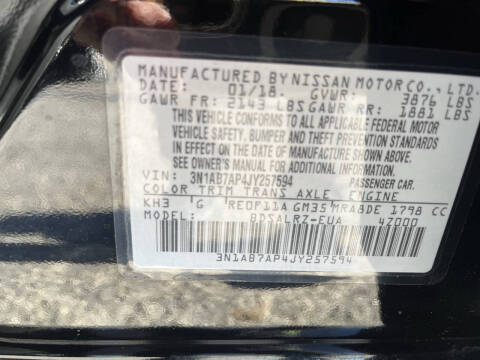 MANUFACTURED BY NISSAN MOTOR CO., LTD.
DATE: 01/18. GVWR: 3876 LBS
GAWR FR: 2143 LBS GAWR RR: 1881 LBS
THIS VEHICLE CONFORMS TO ALL APPLICABLE FEDERAL MOTOR
VEHICLE SAFETY, BUMPER AND THEFT PREVENTION STANDARDS
IN EFFECT ON THE DATE OF MANUFACTURE SHOWN ABOVE.
SEE OWNER'S MANUAL FOR ADDITIONAL INFORMATION.
VIN: 3N1AB7AP4JY257594 PASSENGER CAR
COLOR TRIM TRANS AXLE ENGINE
KH3 G RE0F11A GM35 MRA8DE 1798 CC
MODEL: BDSALRZ-EUA 4Z000
3N1AB7AP4JY257594